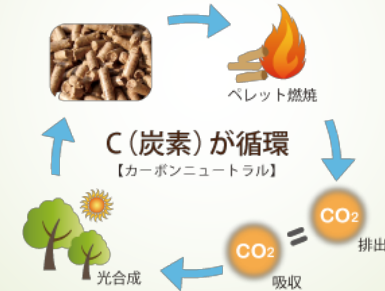 ペレット燃焼
C（炭素）が循環
【カーボンニュートラル】
CO₂
排出
CO₂
吸収
光合成